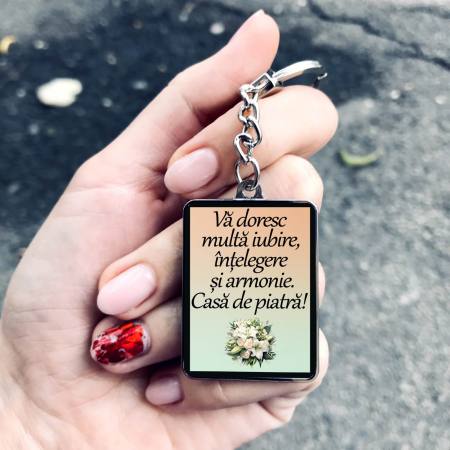 Vă doresc
multă iubire,
înțelegere
și armonie.
Casă de piatră!